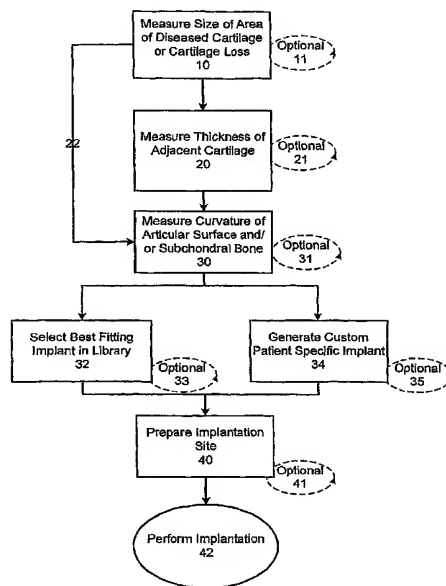 Measure Size of Area
of Diseased Cartilage
or Cartilage Loss
10
Optional
11
22
Measure Thickness of
Adjacent Cartilage
20
Optional
21
Measure Curvature of
Articular Surface and/
or Subchondral Bone
30
Optional
31
Select Best Fitting
Implant in Library
32
Optional
33
Generate Custom
Patient Specific Implant
34
Optional
35
Prepare Implantation
Site
40
Optional
41
Perform Implantation
42